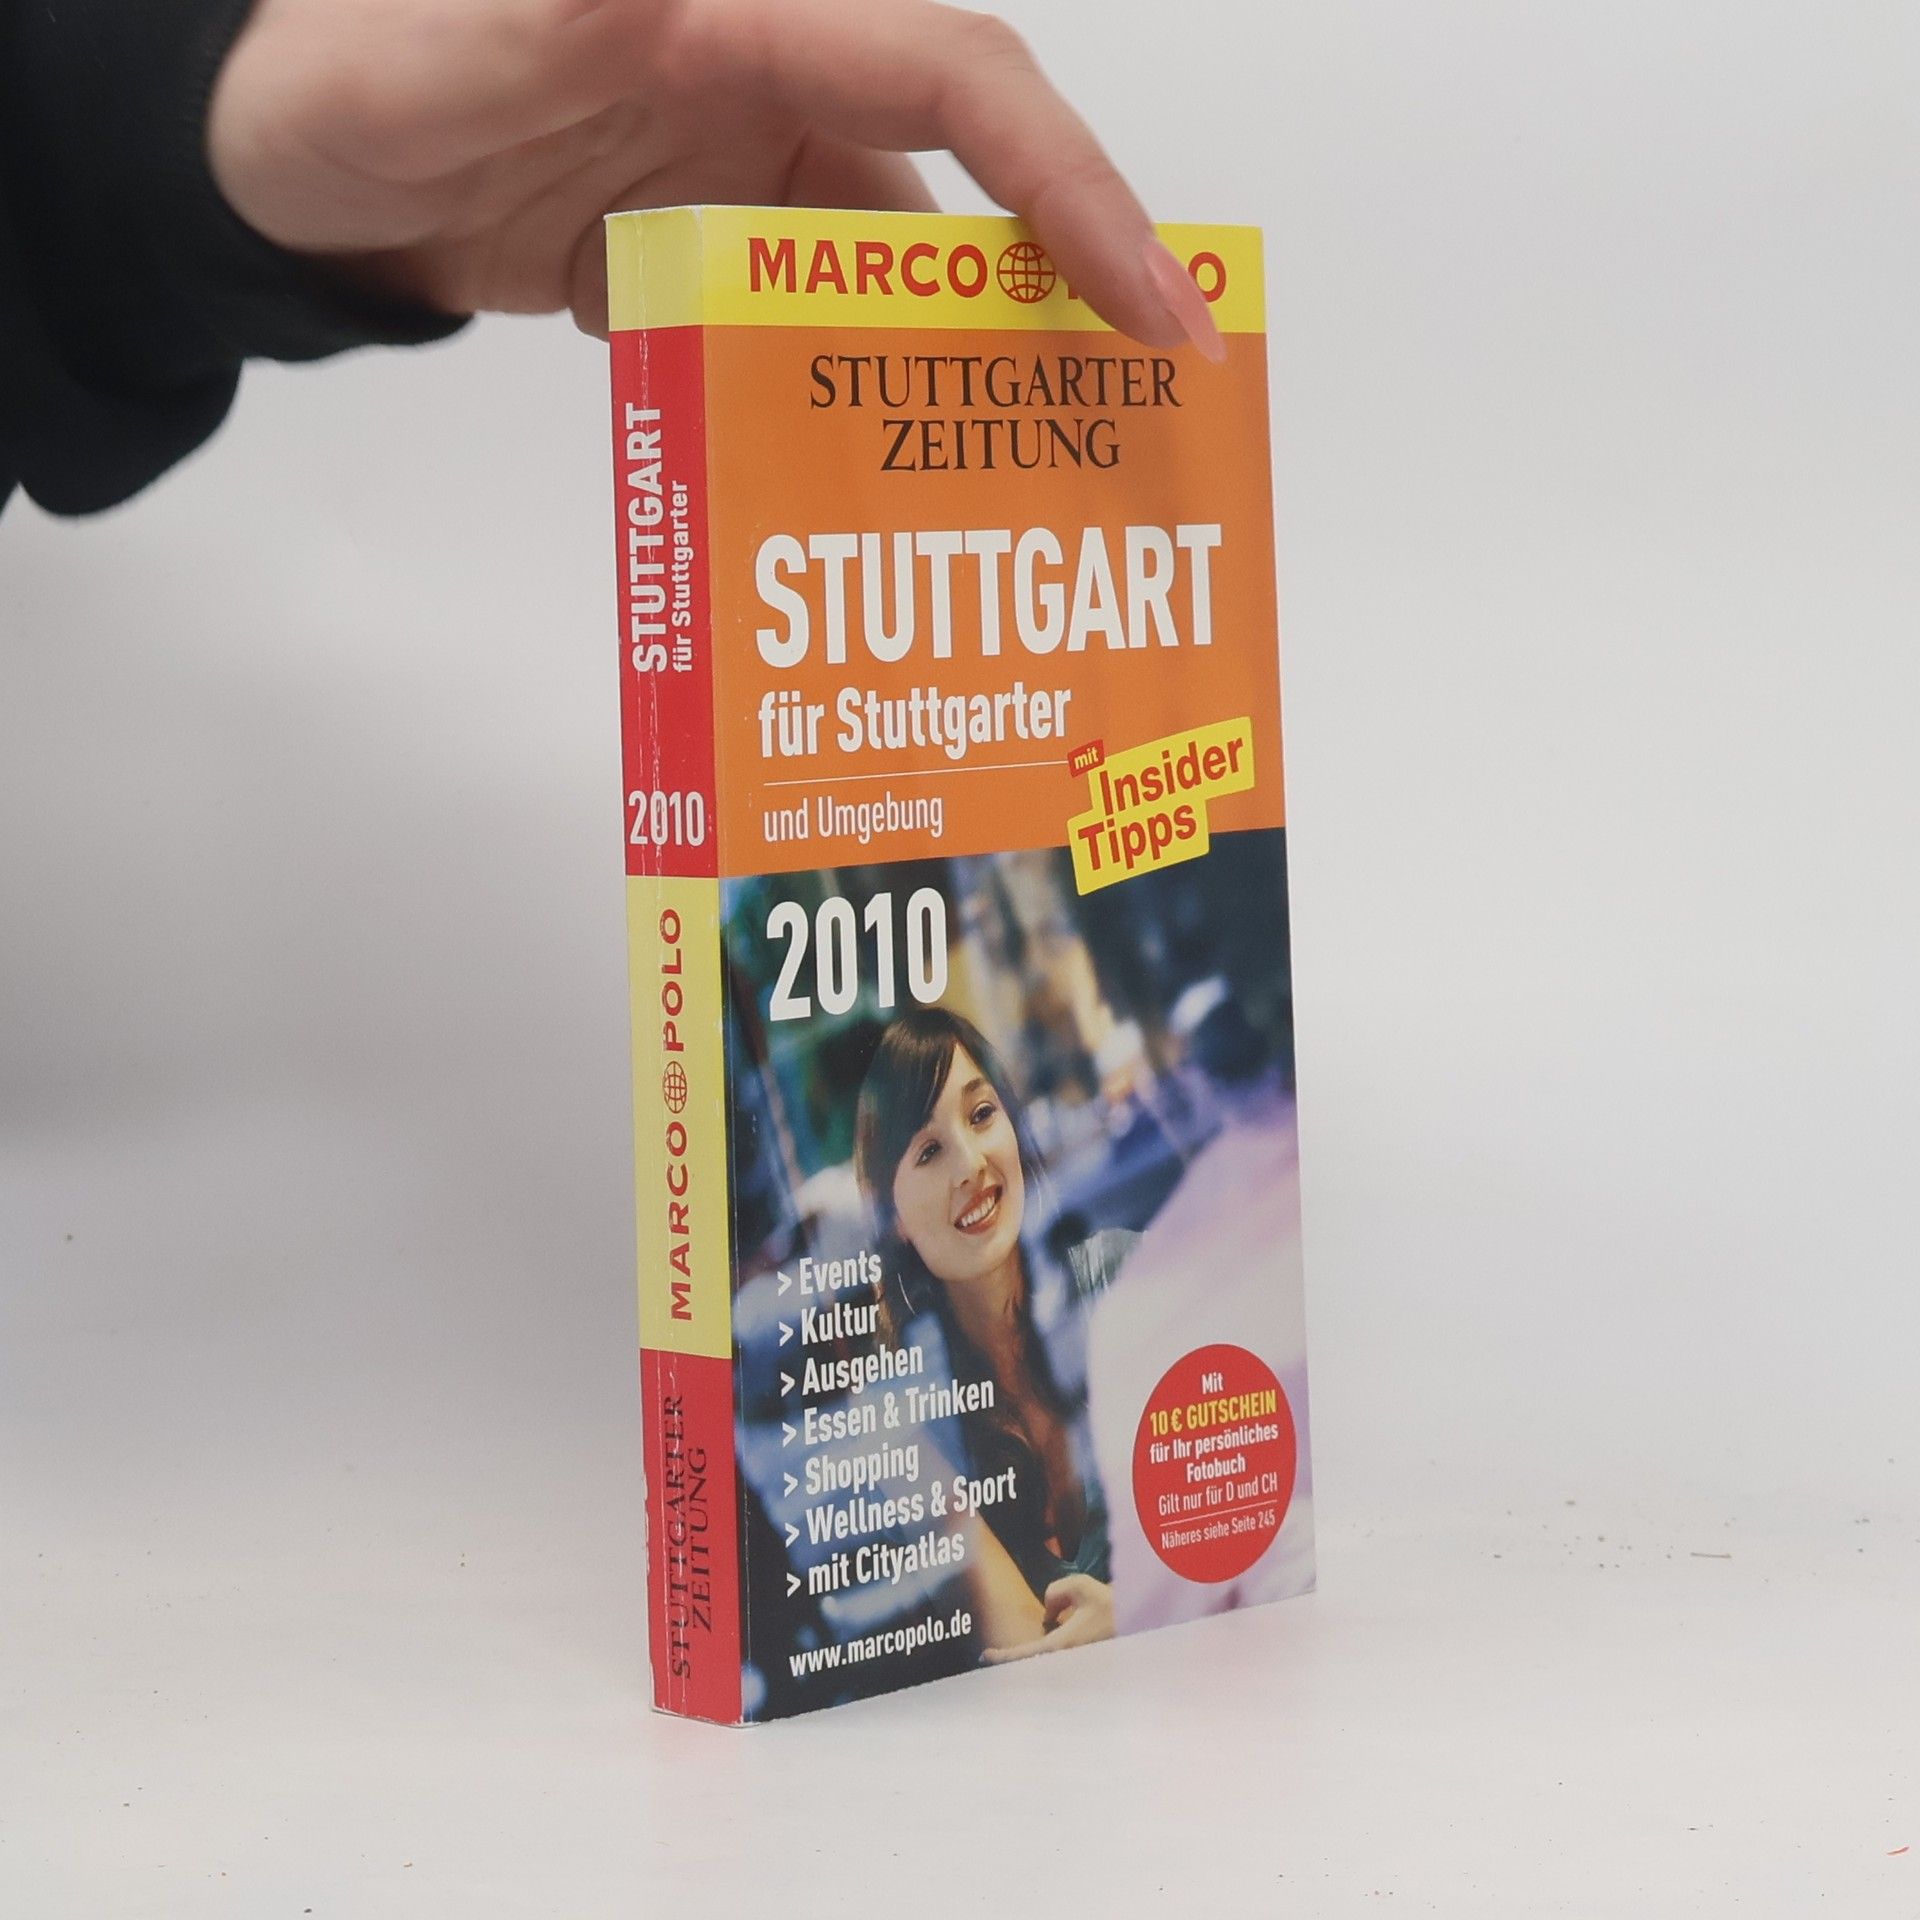 MARCO
STUTTGARTER
ZEITUNG
STUTTGART
für Stuttgarter
und Umgebung
mit
Insider
Tipps
2010
> Events
> Kultur
> Ausgehen
> Essen & Trinken
> Shopping
> Wellness & Sport
> mit Cityatlas
www.marcopolo.de
Mit
10 € GUTSCHEIN
für Ihr persönliches
Fotobuch
Gilt nur für D und CH
Näheres siehe Seite 245
STUTTGART
für Stuttgarter
2010
MARCO POLO
STUTTGARTER
ZEITUNG